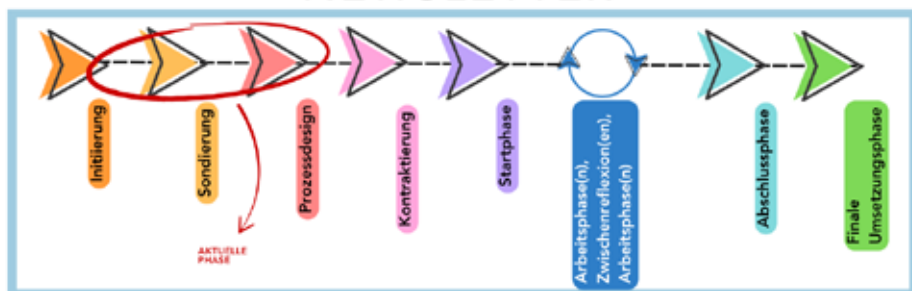 Initiierung
Sondierung
Prozessdesign
Kontraktierung
Startphase
Arbeitsphase(n),
Zwischenreflexion(en),
Arbeitsphase(n)
Abschlussphase
Finale
Umsetzungsphase
AKTUELLE
PHASE